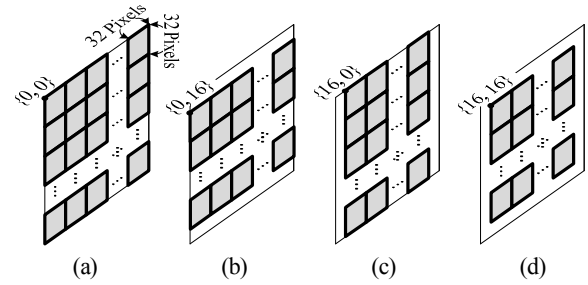 32 Pixels
32 Pixels
{0,0}
{0,16}
{16,0}
{16,16}
(a)
(b)
(c)
(d)